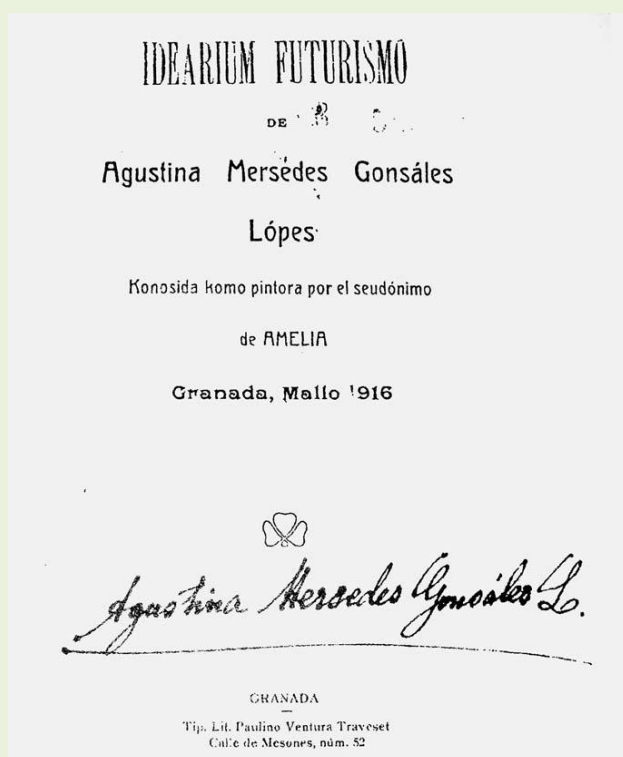 IDEARIUM FUTURISMO
DE
Agustina Mersédes Gonsáles
Lópes
Konosida komo pintora por el seudónimo
de AMELIA
Granada, Mallo 1916
Agustina Mersedes Gonsáles L.
GRANADA
Tip. Lit. Paulino Ventura Traveset
Calle de Mesones, núm. 52